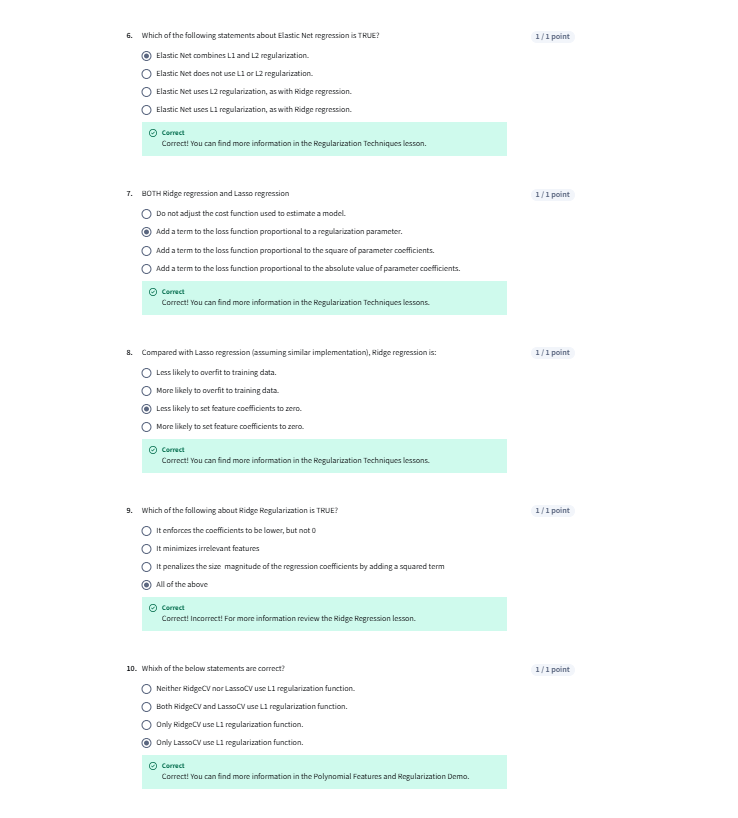 6. Which of the following statements about Elastic Net regression is TRUE? 1 / 1 point
Elastic Net combines L1 and L2 regularization.
Elastic Net does not use L1 or L2 regularization.
Elastic Net uses L2 regularization, as with Ridge regression.
Elastic Net uses L1 regularization, as with Ridge regression.
Correct
Correct! You can find more information in the Regularization Techniques lesson.
7. BOTH Ridge regression and Lasso regression 1 / 1 point
Do not adjust the cost function used to estimate a model.
Add a term to the loss function proportional to a regularization parameter.
Add a term to the loss function proportional to the square of parameter coefficients.
Add a term to the loss function proportional to the absolute value of parameter coefficients.
Correct
Correct! You can find more information in the Regularization Techniques lessons.
8. Compared with Lasso regression (assuming similar implementation), Ridge regression is: 1 / 1 point
Less likely to overfit to training data.
More likely to overfit to training data.
Less likely to set feature coefficients to zero.
More likely to set feature coefficients to zero.
Correct
Correct! You can find more information in the Regularization Techniques lessons.
9. Which of the following about Ridge Regularization is TRUE? 1 / 1 point
It enforces the coefficients to be lower, but not 0
It minimizes irrelevant features
It penalizes the size magnitude of the regression coefficients by adding a squared term
All of the above
Correct
Correct! Incorrect! For more information review the Ridge Regression lesson.
10. Whixh of the below statements are correct? 1 / 1 point
Neither RidgeCV nor LassoCV use L1 regularization function.
Both RidgeCV and LassoCV use L1 regularization function.
Only RidgeCV use L1 regularization function.
Only LassoCV use L1 regularization function.
Correct
Correct! You can find more information in the Polynomial Features and Regularization Demo.